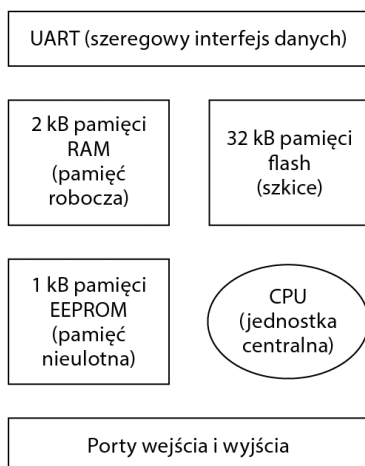 UART (szeregowy interfejs danych)
2 kB pamięci
RAM
(pamięć
robocza)
32 kB pamięci
flash
(szkice)
1 kB pamięci
EEPROM
(pamięć
nieulotna)
CPU
(jednostka
centralna)
Porty wejścia i wyjścia